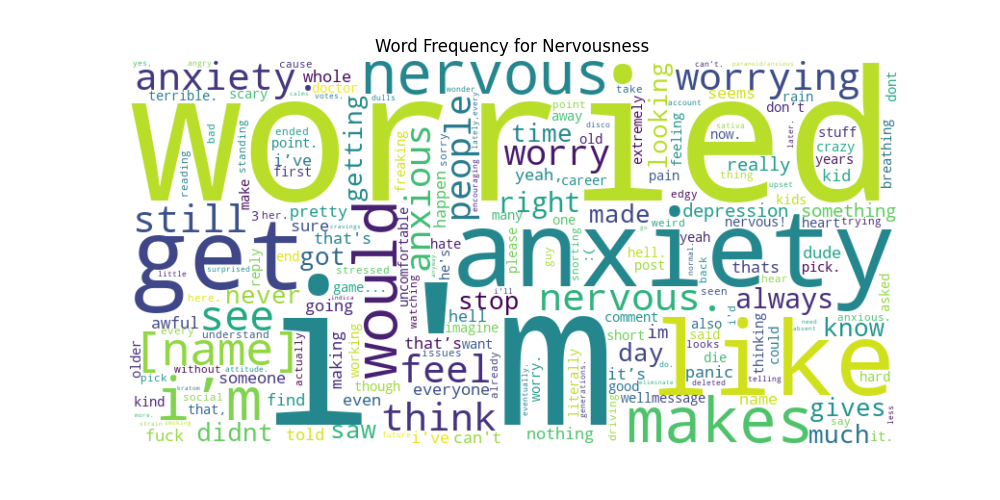 Word Frequency for Nervousness
yes, angry cause nervous. can't. paranoid/anxious
anxiety. whole looking worrying dont
terrible. scary calms votes. doctor dulls wonder take account seems rain
worried
bad getting people time old extremely point away disco don't now. stuff
reading standing ended point. i've first freaking sorry lately,every yeah, career worry feeling sativa later. crazy years kid breathing
make anxious happen encouraging right pain really thing upset kids
still 3 her. pretty sure cravings would many one made edgy depression something
get. that's got uncomfortable. hate he's anxiety please guy weird :( yeah nervous! heart trying
little surprised reply end stressed watching snorting hell. post thats back normal. dude pick.
here. never game... indica going ' i'll stop nervous. seen hear always asked
awful see every understand actually hell imagine comment i'd anxious.
[name] older without attitude. making working that's want short im also said thinking could need absent know
pick kratom someone issues feel already worry. literally generations. it's day looks die panic do. like telling hard
kind i'm social that, find even though everyone eventually. good eliminate wellmessage deleted name gives less
more. strain smoking i'm think driving makes say
fuck didnt told saw future i've can't nothing much it.